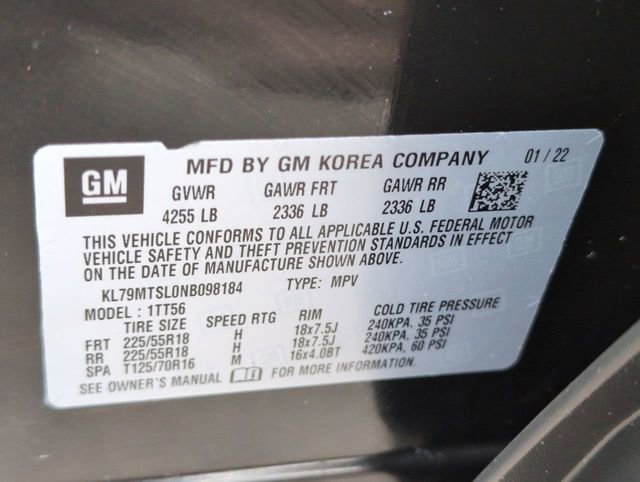 GM MFD BY GM KOREA COMPANY 01/22
GVWR GAWR FRT GAWR RR
4255 LB 2336 LB 2336 LB
THIS VEHICLE CONFORMS TO ALL APPLICABLE U.S. FEDERAL MOTOR
VEHICLE SAFETY AND THEFT PREVENTION STANDARDS IN EFFECT
ON THE DATE OF MANUFACTURE SHOWN ABOVE.
KL79MTSL0NB098184 TYPE: MPV
MODEL : 1TT56
TIRE SIZE SPEED RTG RIM COLD TIRE PRESSURE
FRT 225/55R18 H 18x7.5J 240KPA, 35 PSI
RR 225/55R18 H 18x7.5J 240KPA, 35 PSI
SPA T125/70R16 M 16x4.0BT 420KPA, 60 PSI
SEE OWNER'S MANUAL FOR MORE INFORMATION.